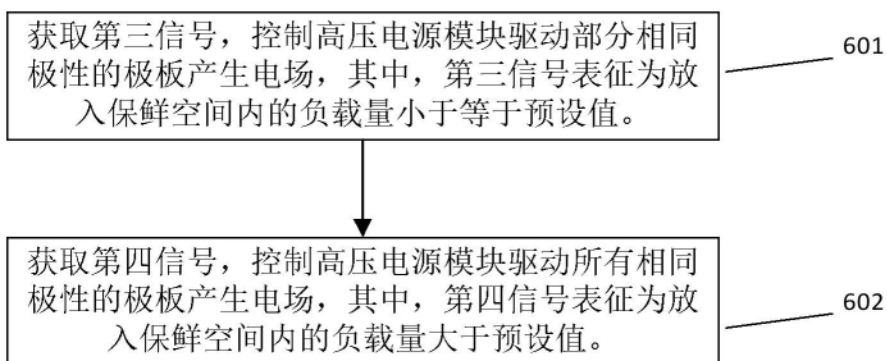 获取第三信号，控制高压电源模块驱动部分相同
极性的极板产生电场，其中，第三信号表征为放
入保鲜空间内的负载量小于等于预设值。
601
获取第四信号，控制高压电源模块驱动所有相同
极性的极板产生电场，其中，第四信号表征为放
入保鲜空间内的负载量大于预设值。
602